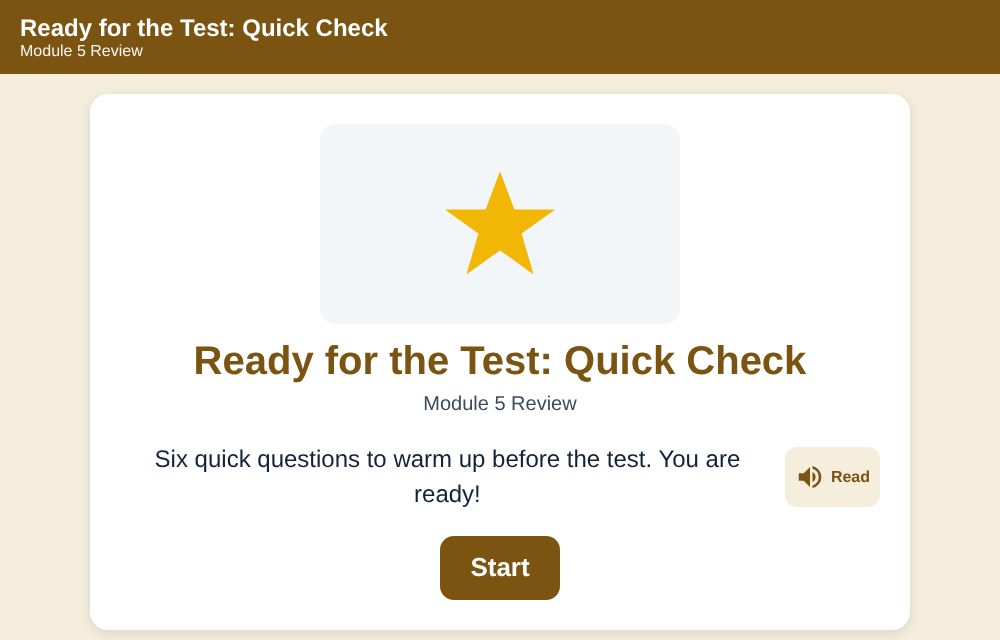 Ready for the Test: Quick Check
Module 5 Review
Ready for the Test: Quick Check
Module 5 Review
Six quick questions to warm up before the test. You are
ready!
Read
Start